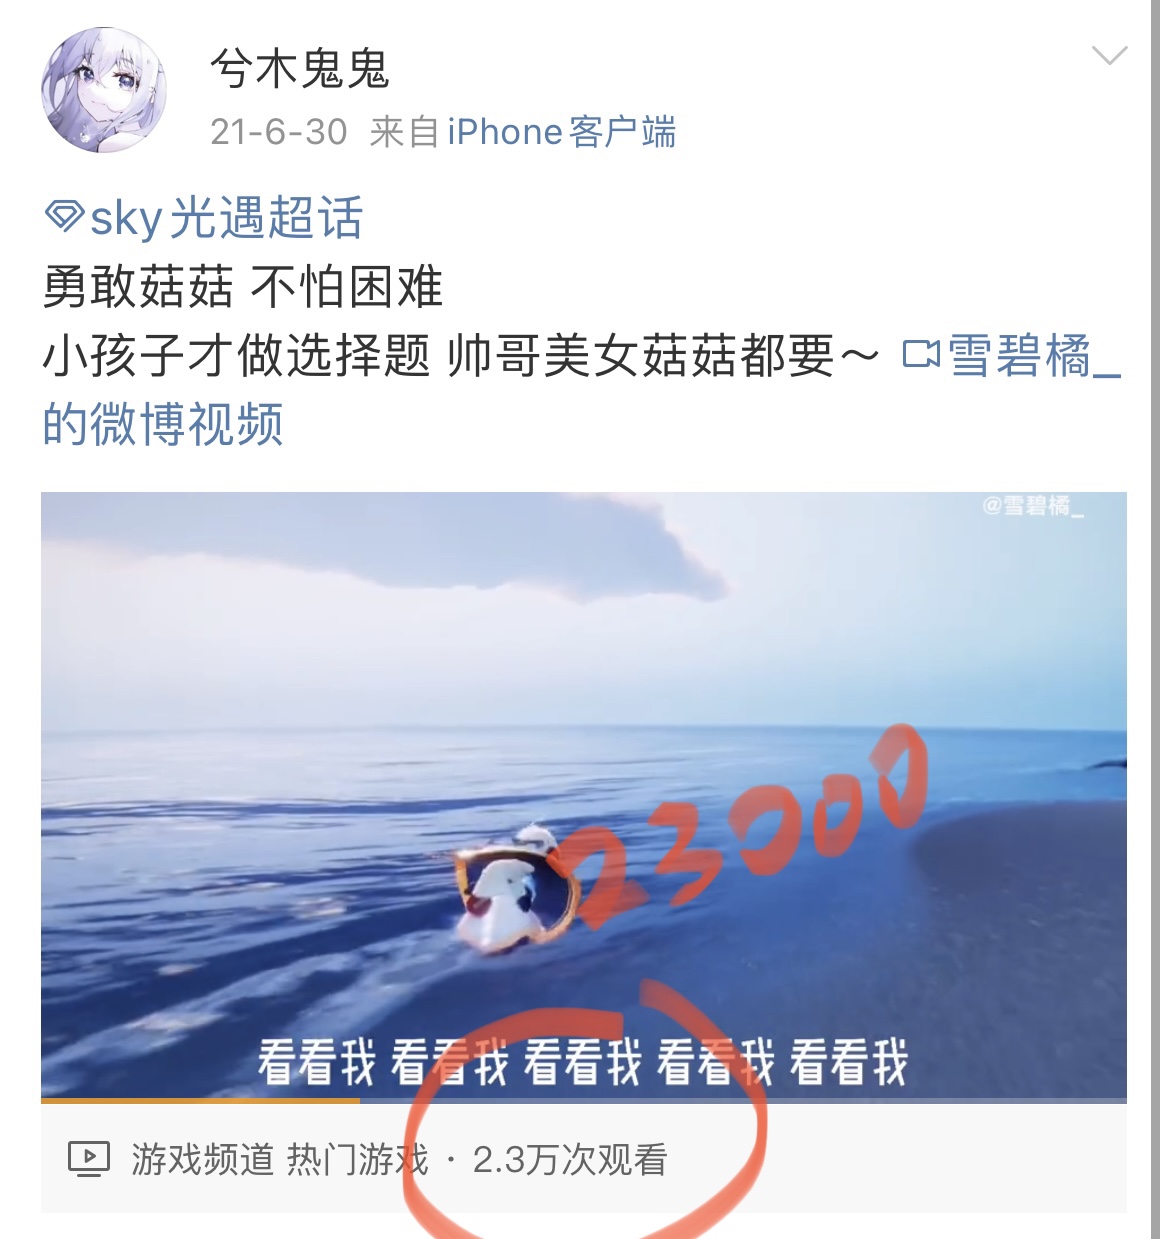 兮木鬼鬼
21-6-30 来自 iPhone客户端
sky光遇超话
勇敢菇菇 不怕困难
小孩子才做选择题 帅哥美女菇菇都要～ 雪碧橘_
的微博视频
@雪碧橘_
23000
看看我 看看我 看看我 看看我 看看我
游戏频道 热门游戏 · 2.3万次观看